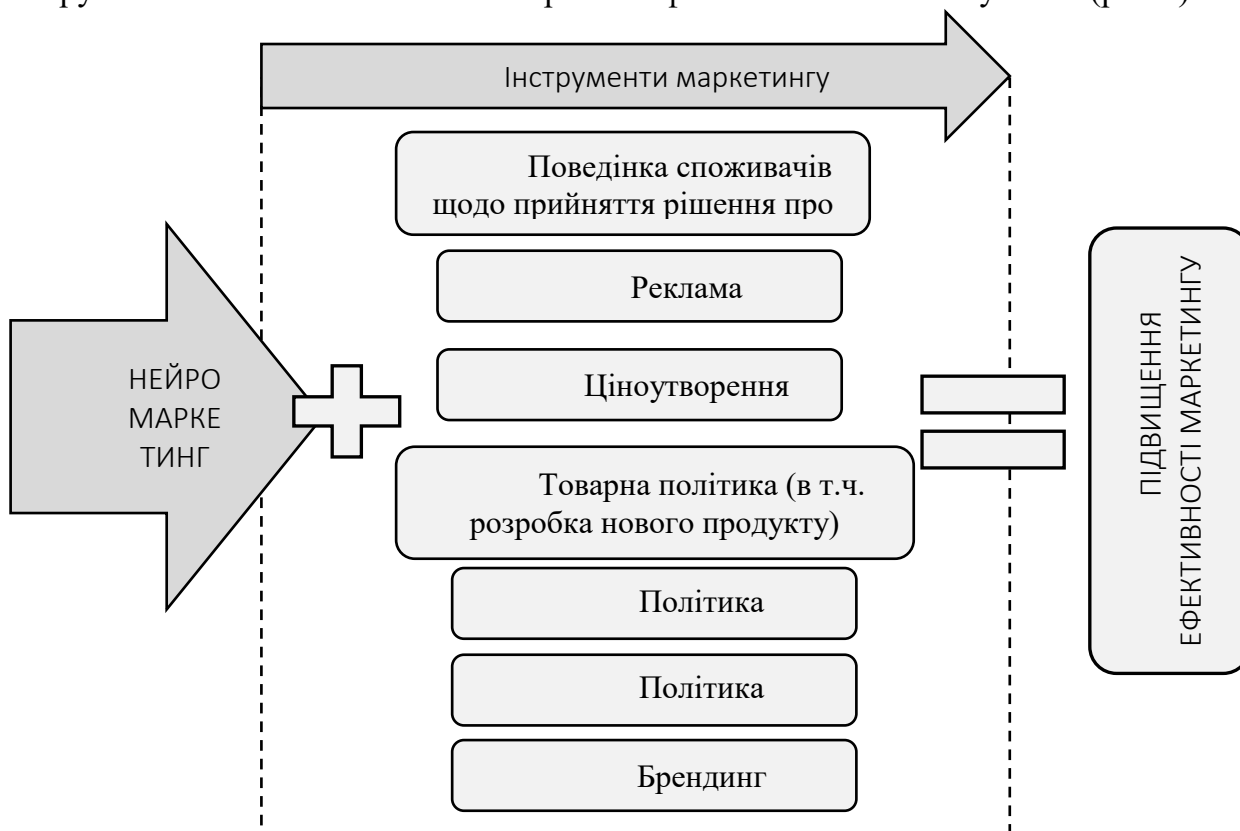 Інструменти маркетингу
Поведінка споживачів
щодо прийняття рішення про
Реклама
НЕЙРО
МАРКЕ
ТИНГ
Ціноутворення
Товарна політика (в т.ч.
розробка нового продукту)
Політика
Політика
Брендинг
ПІДВИЩЕННЯ
ЕФЕКТИВНОСТІ МАРКЕТИНГУ